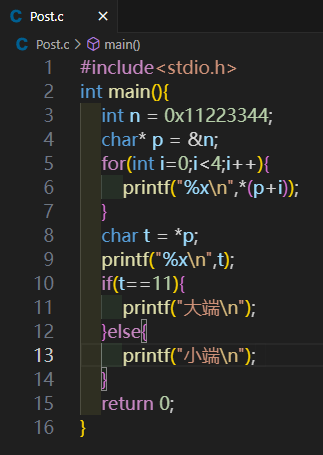 C Post.c ×
C Post.c > main()
1 #include<stdio.h>
2 int main(){
3 int n = 0x11223344;
4 char* p = &n;
5 for(int i=0;i<4;i++){
6 printf("%x\n",*(p+i));
7 }
8 char t = *p;
9 printf("%x\n",t);
10 if(t==11){
11 printf("大端\n");
12 }else{
13 printf("小端\n");
14 }
15 return 0;
16 }